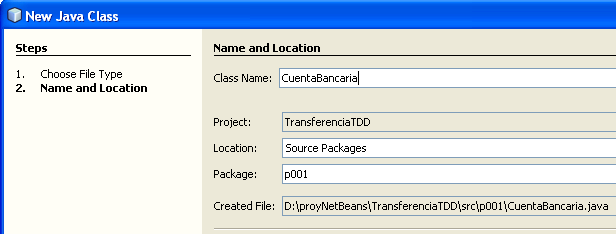 New Java Class
Steps
1. Choose File Type
2. Name and Location
Name and Location
Class Name: CuentaBancaria
Project: TransferenciaTDD
Location: Source Packages
Package: p001
Created File: D:\proyNetBeans\TransferenciaTDD\src\p001\CuentaBancaria.java